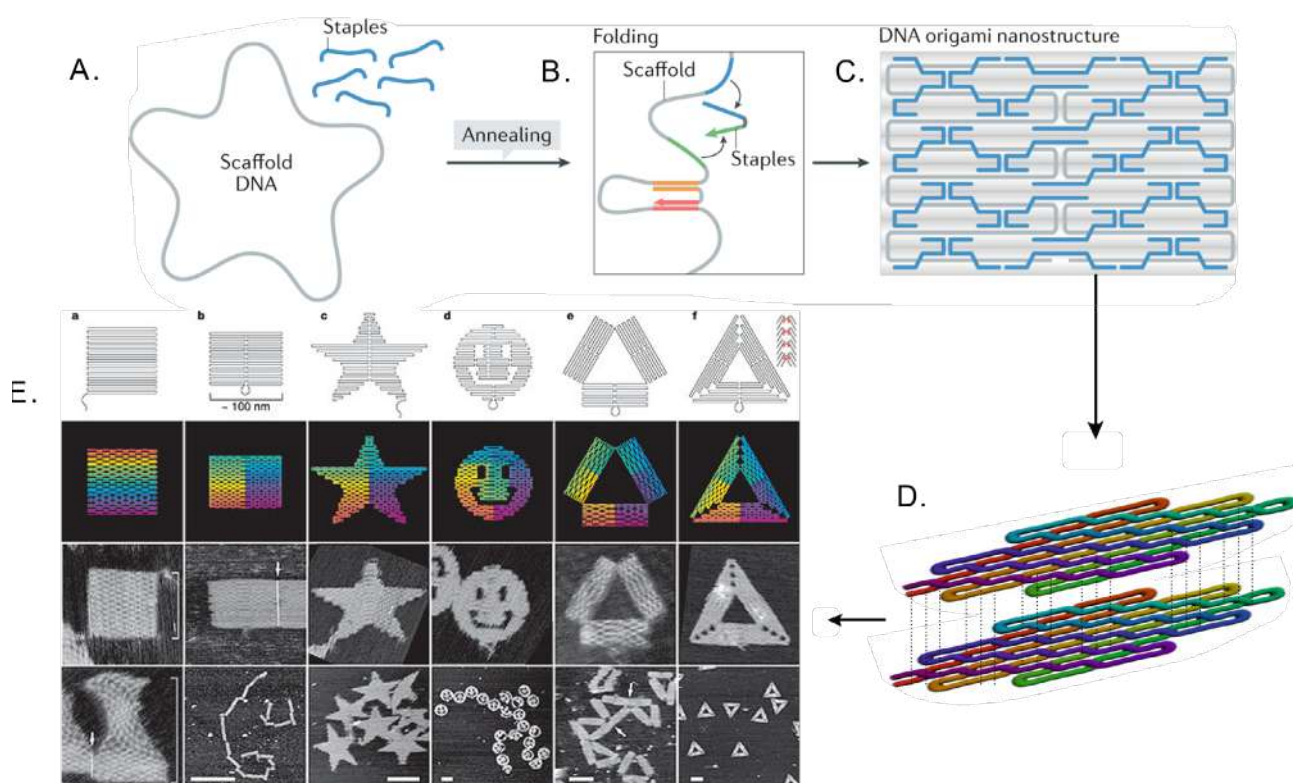 Staples
A.
Scaffold
DNA
Annealing
Folding
B.
Scaffold
Staples
DNA origami nanostructure
C.
D.
E.
a b c d e f
~ 100 nm